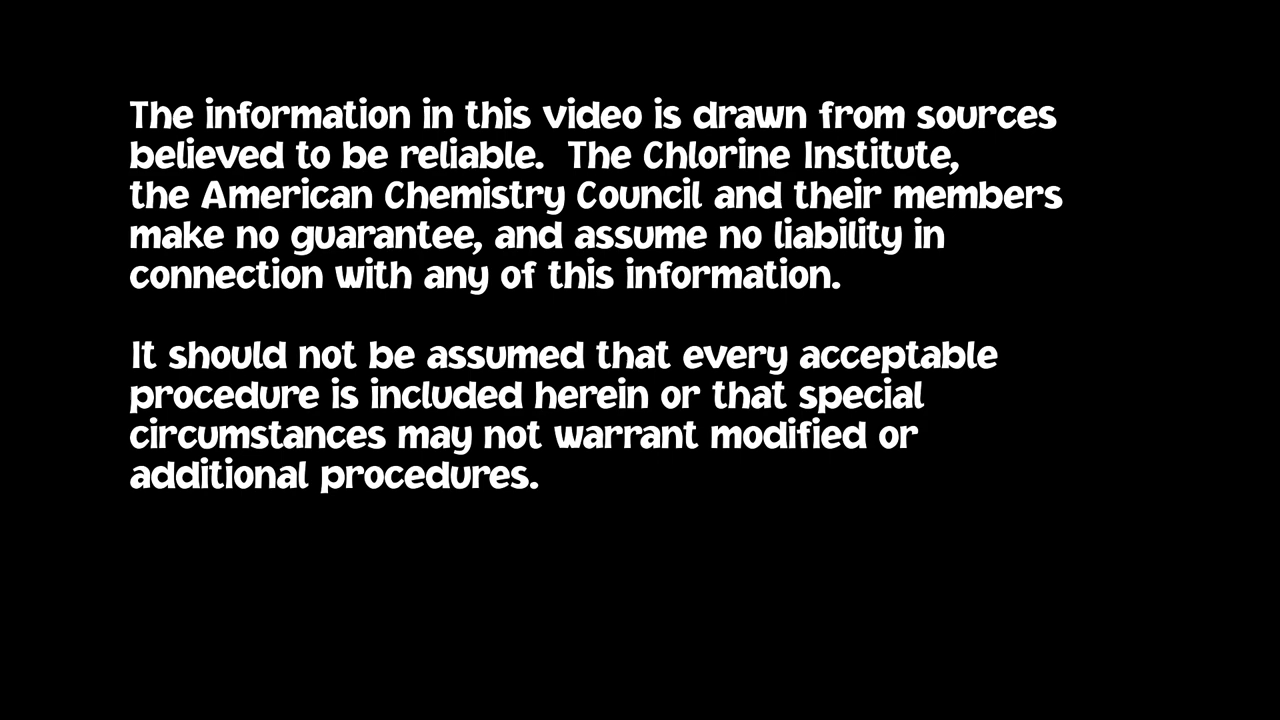 The information in this video is drawn from sources
believed to be reliable.  The Chlorine Institute,
the American Chemistry Council and their members
make no guarantee, and assume no liability in
connection with any of this information.
It should not be assumed that every acceptable
procedure is included herein or that special
circumstances may not warrant modified or
additional procedures.